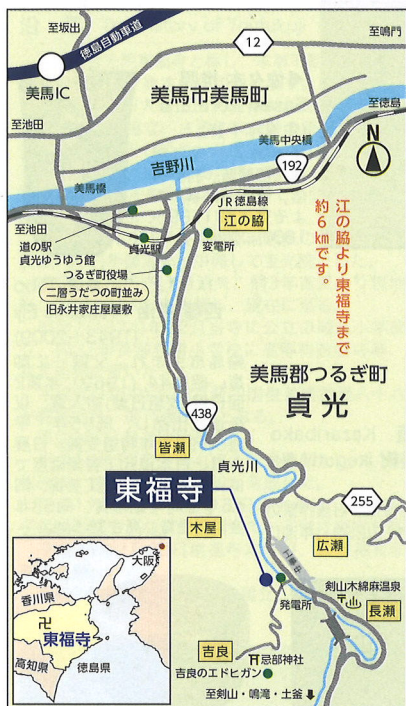 至坂出
徳島自動車道
12
至鳴門
美馬IC
美馬市美馬町
至徳島
至池田
吉野川
美馬中央橋
N
192
美馬橋
JR徳島線
江の脇
至池田
道の駅
貞光ゆうゆう館
貞光駅
変電所
つるぎ町役場
二層うだつの町並み
旧永井家庄屋屋敷
江の脇より東福寺まで
約6㎞です。
美馬郡つるぎ町
貞光
438
皆瀬
貞光川
東福寺
255
木屋
広瀬
剣山木綿麻温泉
発電所
長瀬
吉良
忌部神社
吉良のエドヒガン
至剣山・鳴滝・土釜
大阪
香川県
卍
東福寺
徳島県
高知県